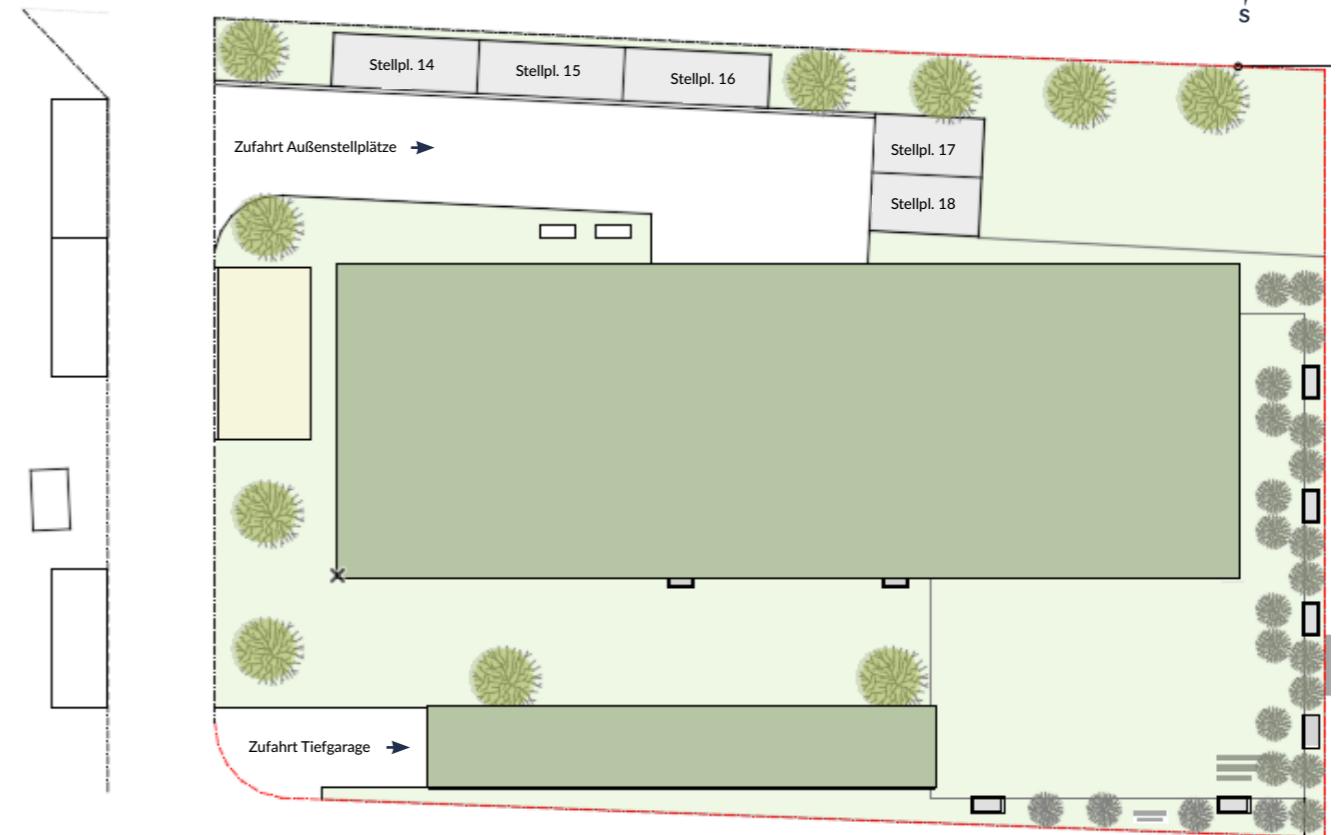 S
Stellpl. 14
Stellpl. 15
Stellpl. 16
Zufahrt Außenstellplätze
Stellpl. 17
Stellpl. 18
Zufahrt Tiefgarage